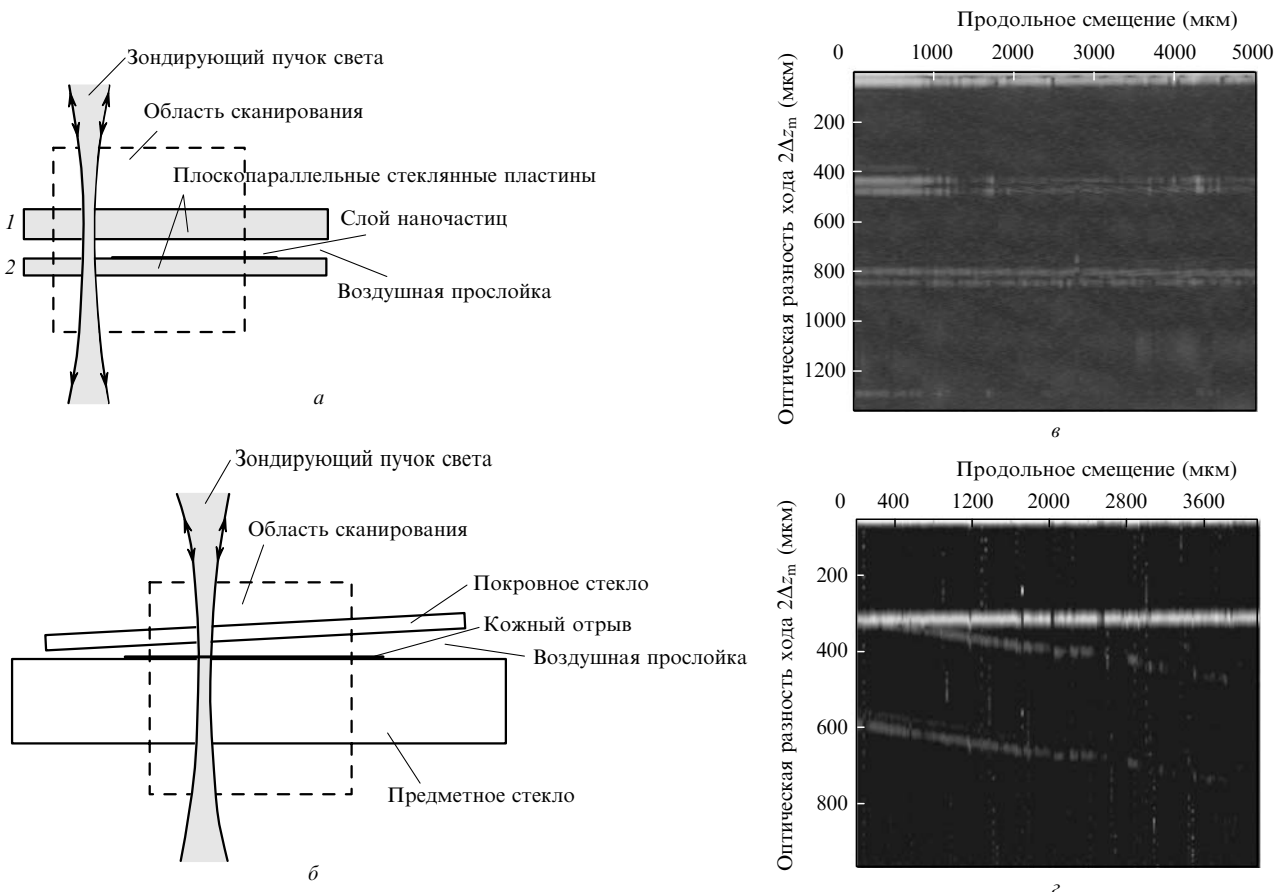 Зондирующий пучок света
Область сканирования
Плоскопараллельные стеклянные пластины
1
Слой наночастиц
2
Воздушная прослойка
а
Зондирующий пучок света
Область сканирования
Покровное стекло
Кожный отрыв
Воздушная прослойка
Предметное стекло
б
Продольное смещение (мкм)
0 1000 2000 3000 4000 5000
Оптическая разность хода 2Δzm (мкм)
200
400
600
800
1000
1200
в
Продольное смещение (мкм)
0 400 1200 2000 2800 3600
Оптическая разность хода 2Δzm (мкм)
200
400
600
800
г